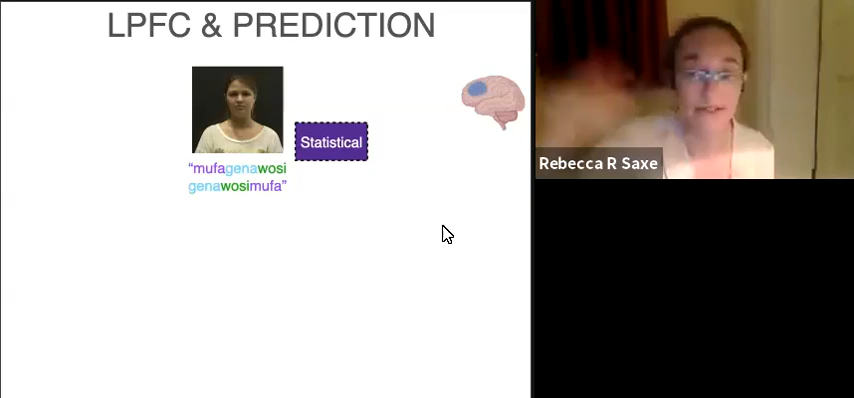 LPFC & PREDICTION
Statistical
"mufagenawosi
genawosimufa"
Rebecca R Saxe